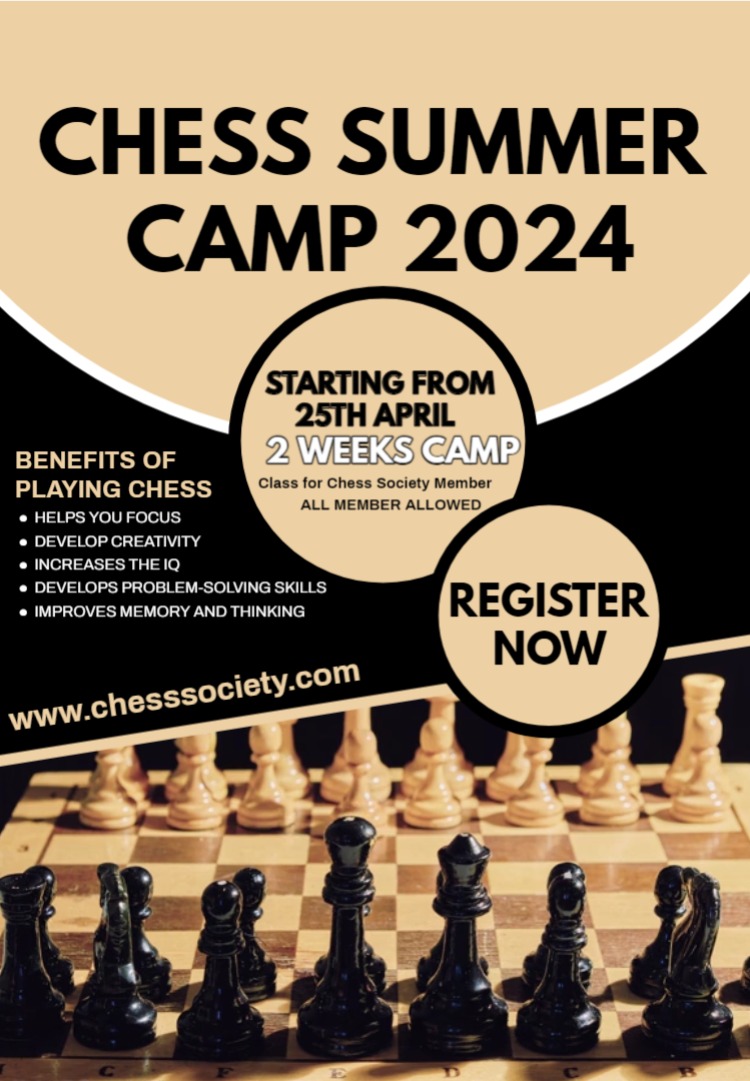 CHESS SUMMER
CAMP 2024
STARTING FROM
25TH APRIL
2 WEEKS CAMP
Class for Chess Society Member
ALL MEMBER ALLOWED
BENEFITS OF
PLAYING CHESS
• HELPS YOU FOCUS
• DEVELOP CREATIVITY
• INCREASES THE IQ
• DEVELOPS PROBLEM-SOLVING SKILLS
• IMPROVES MEMORY AND THINKING
REGISTER
NOW
www.chesssociety.com
E D C B